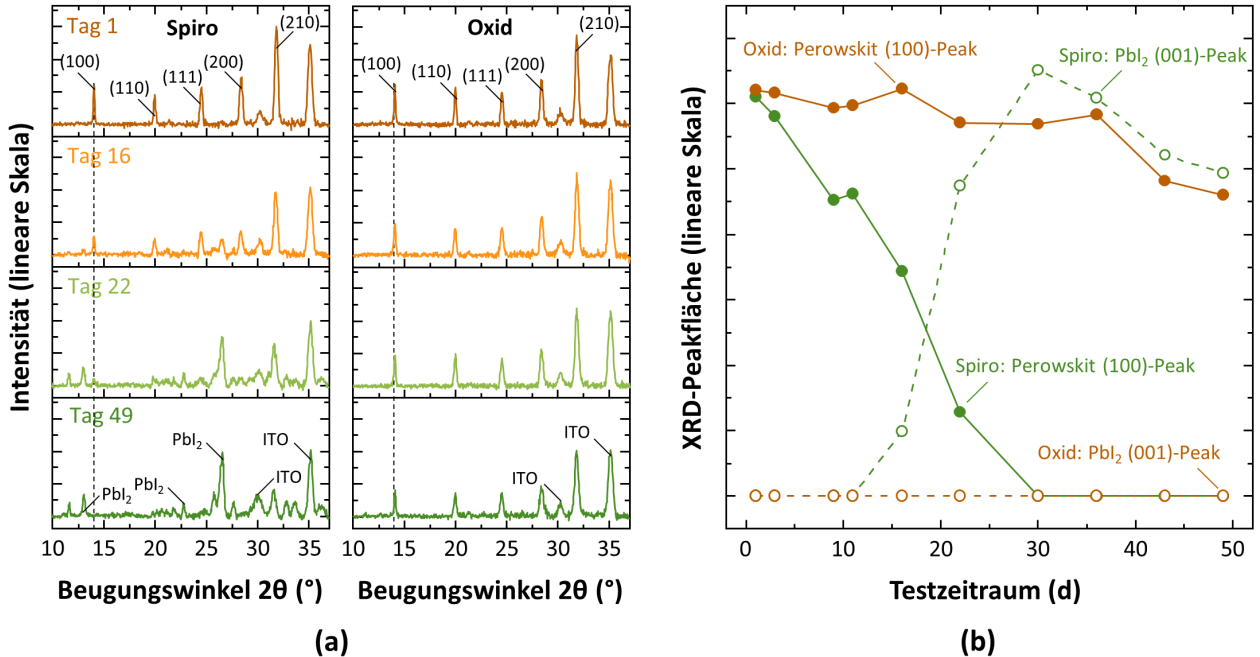 Tag 1
Spiro
(100)
(110)
(111)
(200)
(210)
Oxid
(100)
(110)
(111)
(200)
(210)
Tag 16
Tag 22
Tag 49
PbI2
PbI2
PbI2
ITO
ITO
ITO
ITO
10 15 20 25 30 35
10 15 20 25 30 35
Intensität (lineare Skala)
Beugungswinkel 2θ (°)
Beugungswinkel 2θ (°)
(a)
Oxid: Perowskit (100)-Peak
Spiro: PbI2 (001)-Peak
Spiro: Perowskit (100)-Peak
Oxid: PbI2 (001)-Peak
XRD-Peakfläche (lineare Skala)
0 10 20 30 40 50
Testzeitraum (d)
(b)